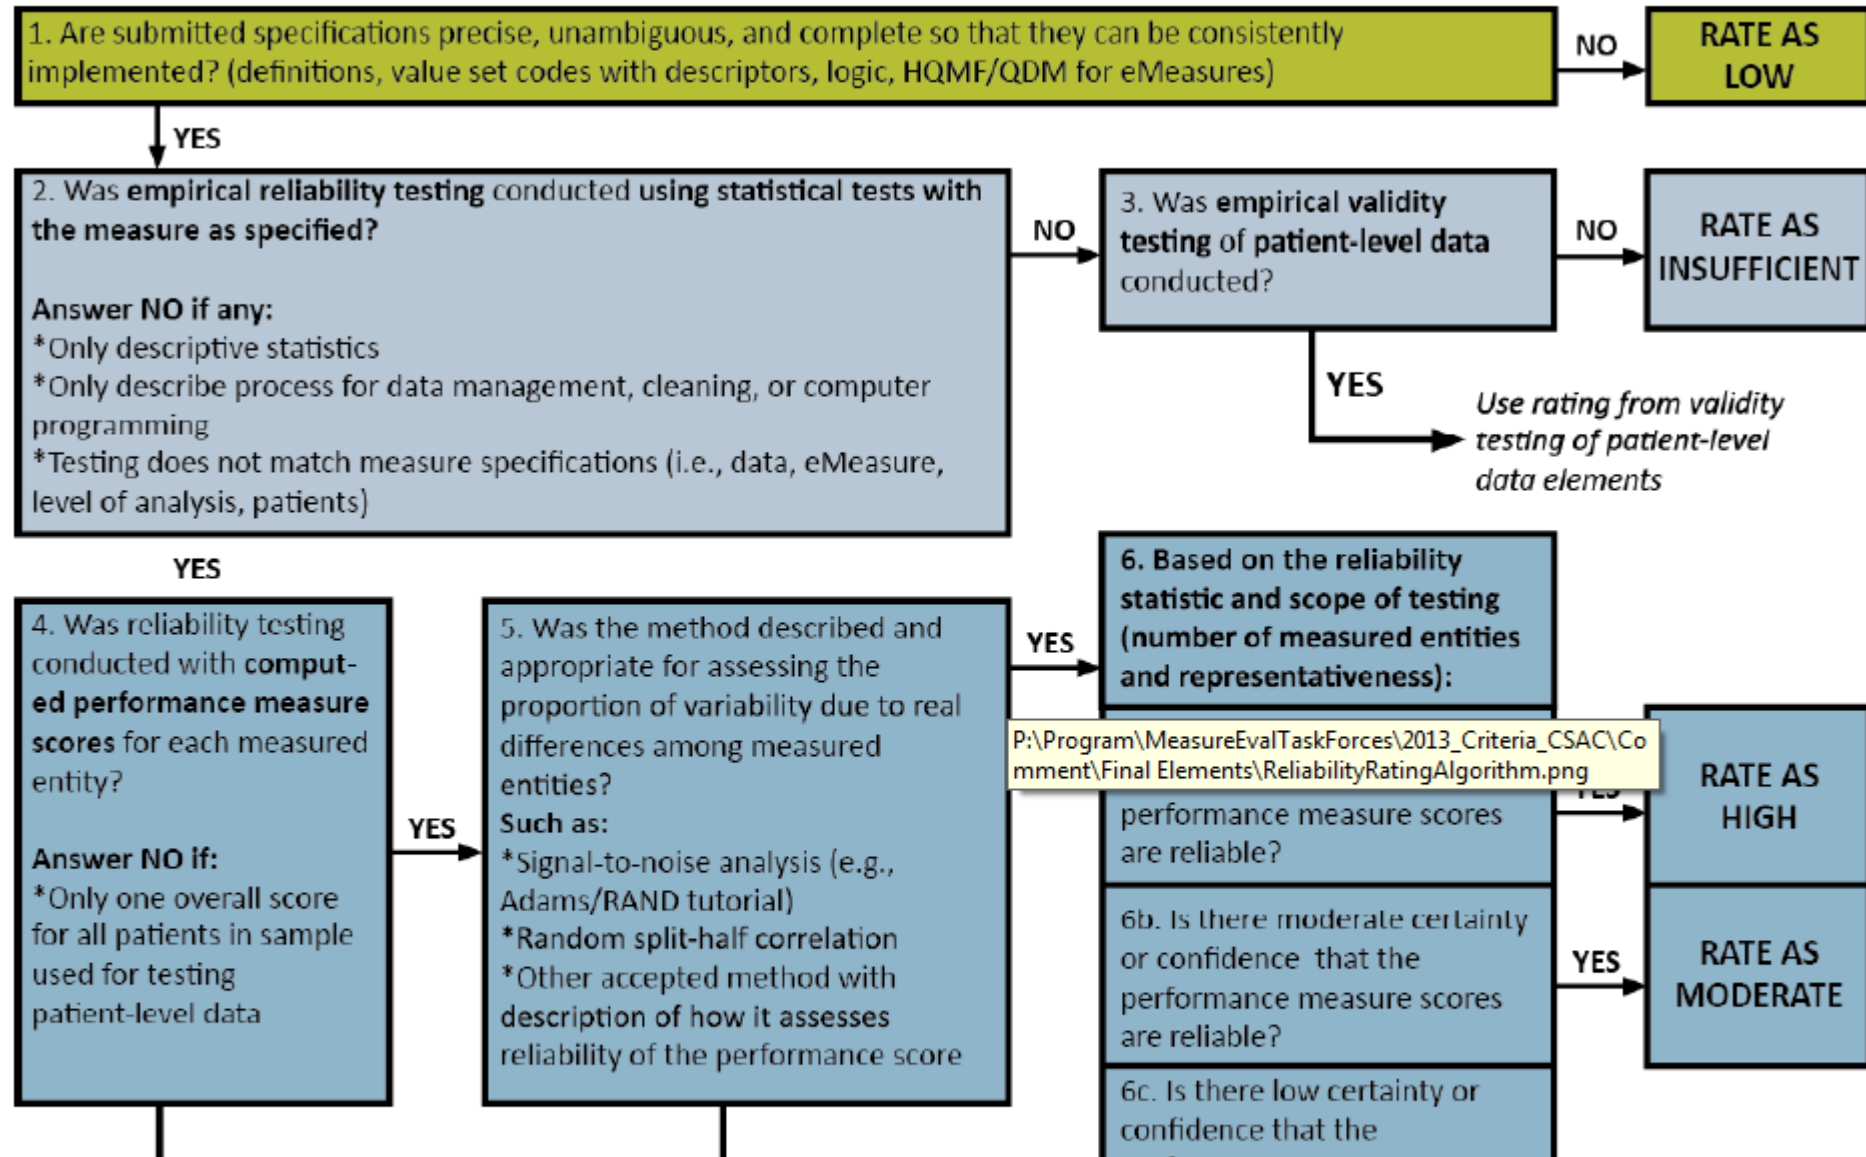 1. Are submitted specifications precise, unambiguous, and complete so that they can be consistently
implemented? (definitions, value set codes with descriptors, logic, HQMF/QDM for eMeasures)
NO
RATE AS
LOW
YES
2. Was empirical reliability testing conducted using statistical tests with
the measure as specified?
Answer NO if any:
*Only descriptive statistics
*Only describe process for data management, cleaning, or computer
programming
*Testing does not match measure specifications (i.e., data, eMeasure,
level of analysis, patients)
NO
3. Was empirical validity
testing of patient-level data
conducted?
NO
RATE AS
INSUFFICIENT
YES
Use rating from validity
testing of patient-level
data elements
YES
4. Was reliability testing
conducted with comput-
ed performance measure
scores for each measured
entity?
Answer NO if:
*Only one overall score
for all patients in sample
used for testing
patient-level data
YES
5. Was the method described and
appropriate for assessing the
proportion of variability due to real
differences among measured
entities?
Such as:
*Signal-to-noise analysis (e.g.,
Adams/RAND tutorial)
*Random split-half correlation
*Other accepted method with
description of how it assesses
reliability of the performance score
YES
6. Based on the reliability
statistic and scope of testing
(number of measured entities
and representativeness):
P:\Program\MeasureEvalTaskForces\2013_Criteria_CSAC\Co
mment\Final Elements\ReliabilityRatingAlgorithm.png
performance measure scores
are reliable?
YES
RATE AS
HIGH
6b. Is there moderate certainty
or confidence that the
performance measure scores
are reliable?
YES
RATE AS
MODERATE
6c. Is there low certainty or
confidence that the